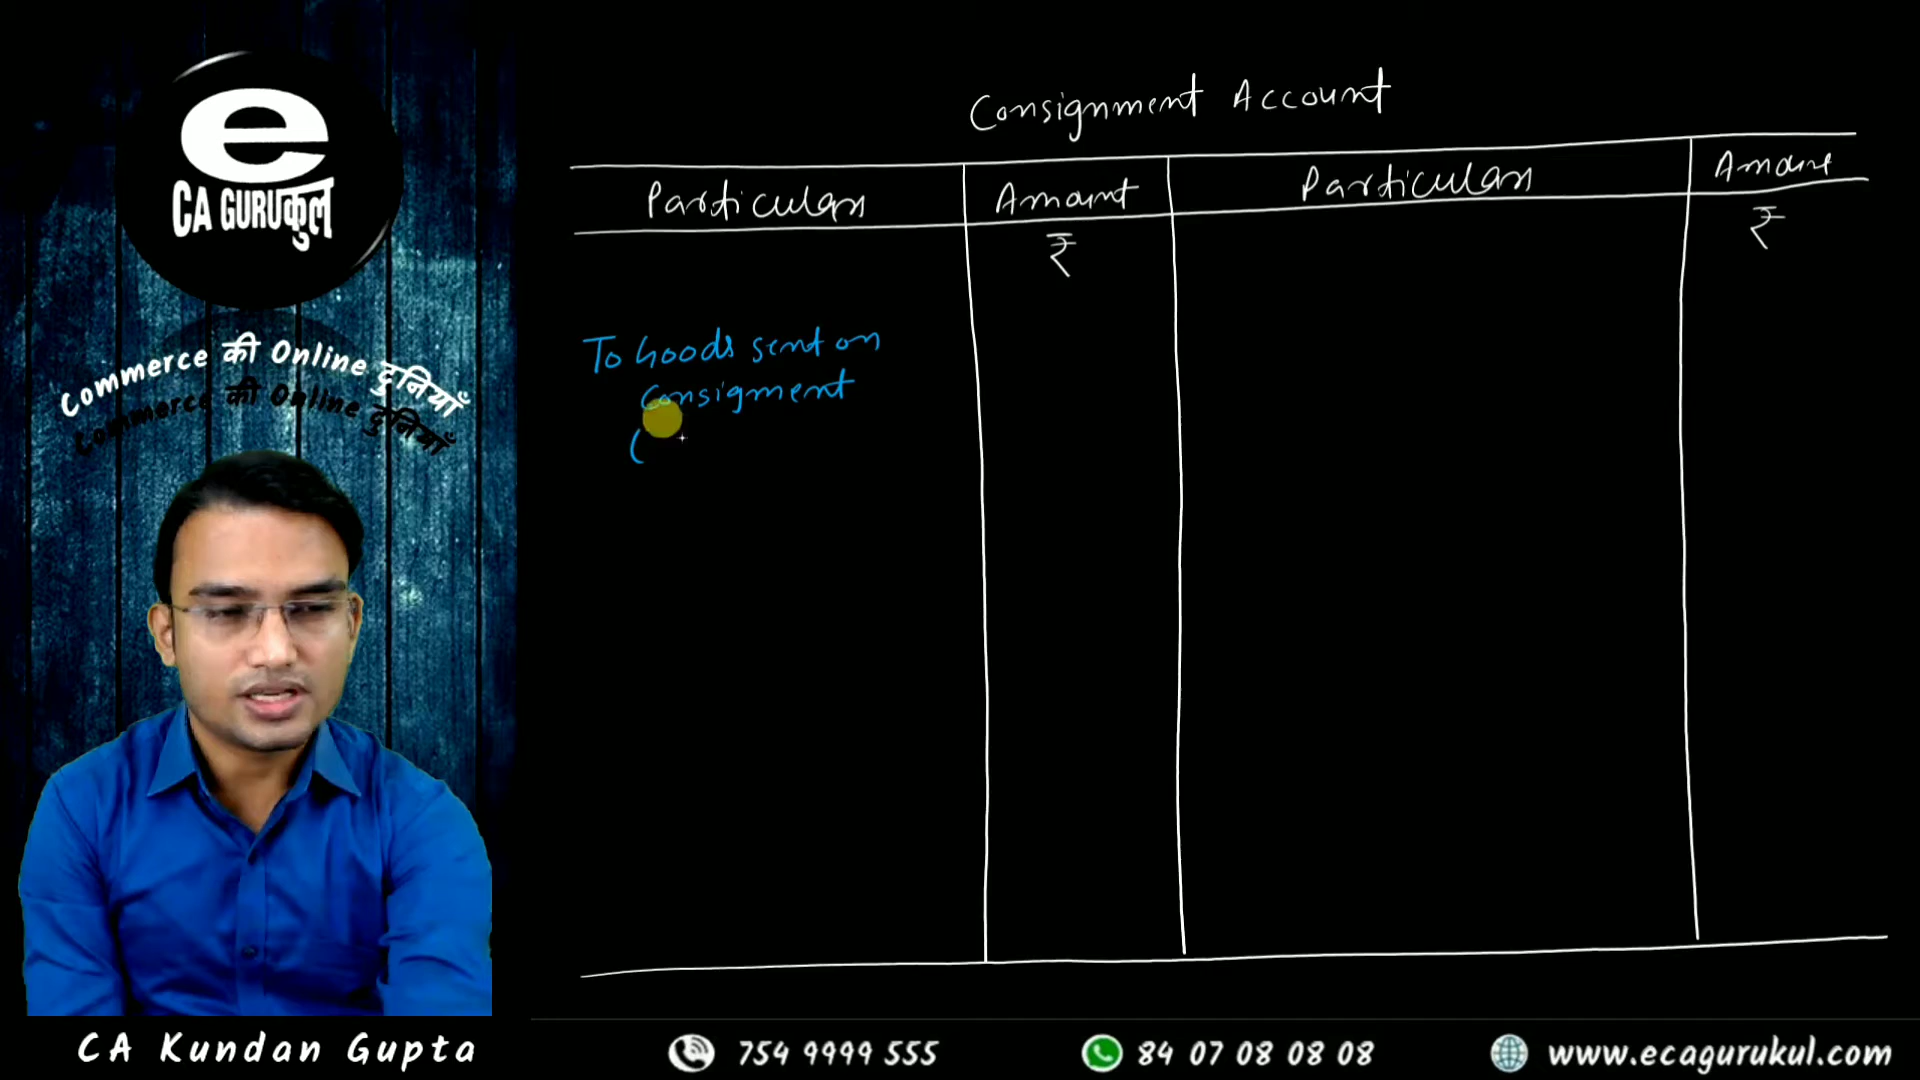 e
CA GURUकुल
Commerce की Online दुनियाँ
Commerce की Online दुनियाँ
Consignment Account
Particulars Amount Particulars Amount
₹ ₹
To Goods sent on
Consigment
(
CA Kundan Gupta
754 9999 555
84 07 08 08 08
www.ecagurukul.com